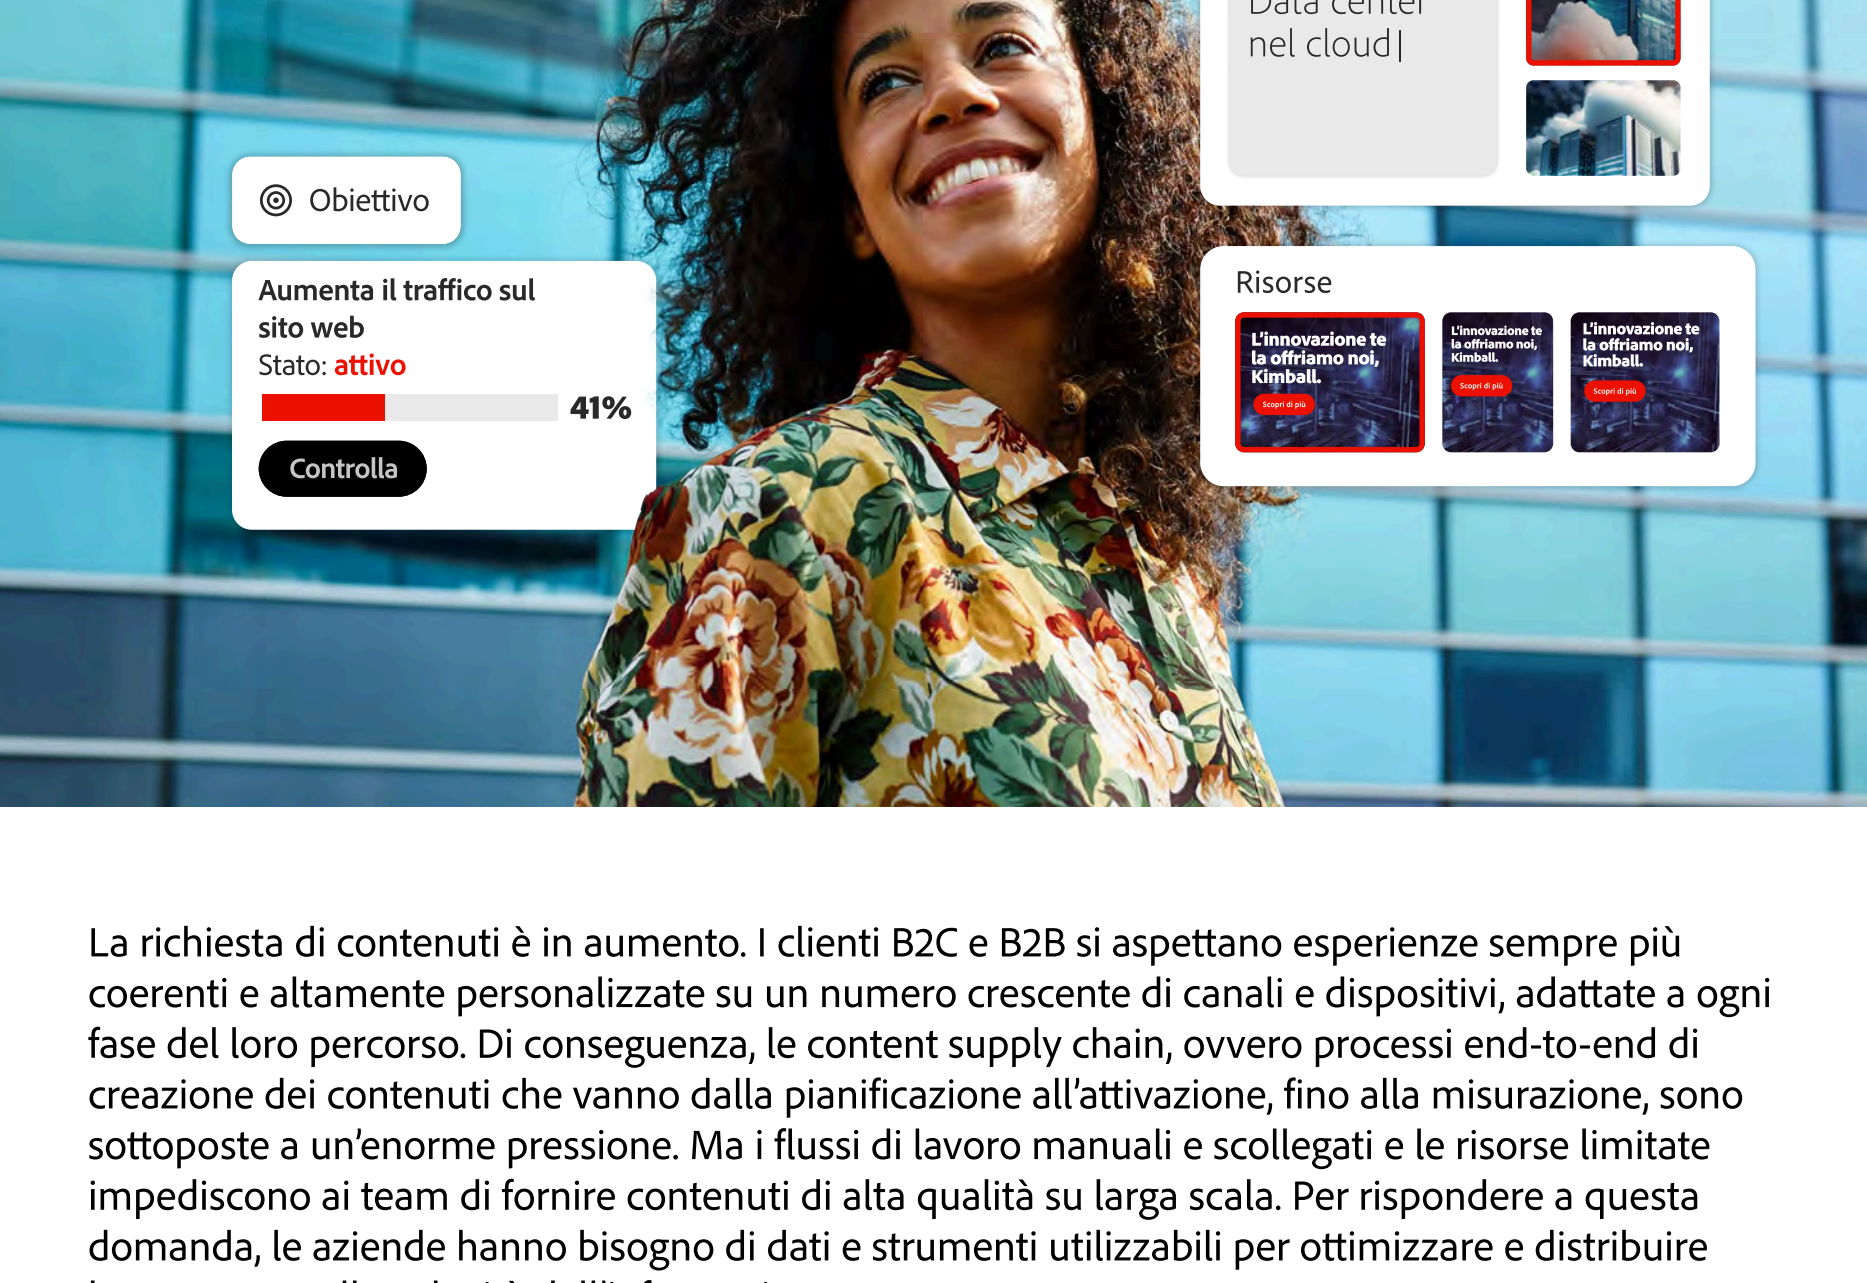 Data center
nel cloud
Obiettivo
Aumenta il traffico sul
sito web
Stato: attivo
41%
Controlla
Risorse
L'innovazione te
la offriamo noi,
Kimball.
Scopri di più
L'innovazione te
la offriamo noi,
Kimball.
Scopri di più
L'innovazione te
la offriamo noi,
Kimball.
Scopri di più
La richiesta di contenuti è in aumento. I clienti B2C e B2B si aspettano esperienze sempre più
coerenti e altamente personalizzate su un numero crescente di canali e dispositivi, adattate a ogni
fase del loro percorso. Di conseguenza, le content supply chain, ovvero processi end-to-end di
creazione dei contenuti che vanno dalla pianificazione all’attivazione, fino alla misurazione, sono
sottoposte a un’enorme pressione. Ma i flussi di lavoro manuali e scollegati e le risorse limitate
impediscono ai team di fornire contenuti di alta qualità su larga scala. Per rispondere a questa
domanda, le aziende hanno bisogno di dati e strumenti utilizzabili per ottimizzare e distribuire